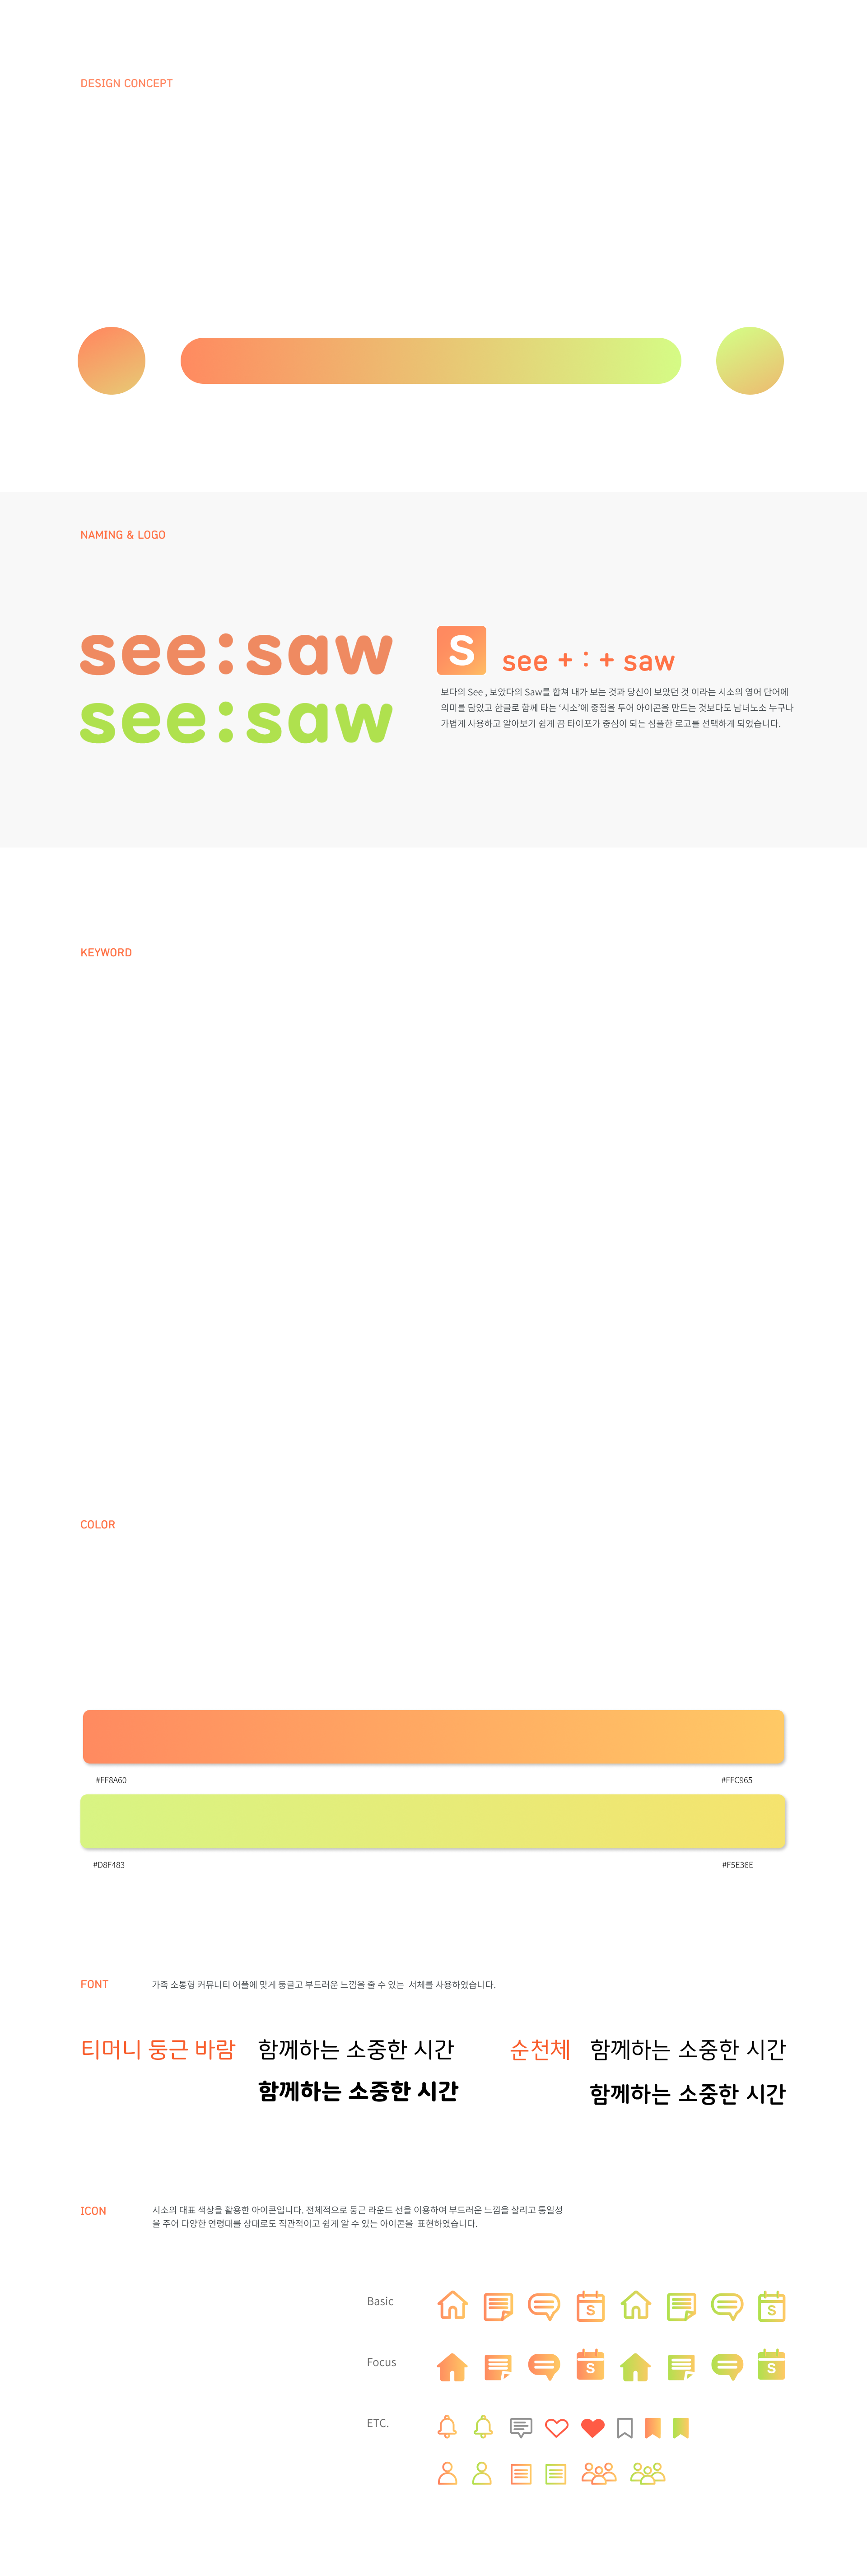 DESIGN CONCEPT
NAMING & LOGO
see:saw
see:saw
S
see + : + saw
보다의 See , 보았다의 Saw를 합쳐 내가 보는 것과 당신이 보았던 것 이라는 시소의 영어 단어에
의미를 담았고 한글로 함께 타는 ‘시소’에 중점을 두어 아이콘을 만드는 것보다도 남녀노소 누구나
가볍게 사용하고 알아보기 쉽게 끔 타이포가 중심이 되는 심플한 로고를 선택하게 되었습니다.
KEYWORD
COLOR
#FF8A60
#FFC965
#D8F483
#F5E36E
FONT
가족 소통형 커뮤니티 어플에 맞게 둥글고 부드러운 느낌을 줄 수 있는 서체를 사용하였습니다.
티머니 둥근 바람
함께하는 소중한 시간
함께하는 소중한 시간
순천체
함께하는 소중한 시간
함께하는 소중한 시간
ICON
시소의 대표 색상을 활용한 아이콘입니다. 전체적으로 둥근 라운드 선을 이용하여 부드러운 느낌을 살리고 통일성
을 주어 다양한 연령대를 상대로도 직관적이고 쉽게 알 수 있는 아이콘을 표현하였습니다.
Basic
S
S
Focus
S
S
ETC.